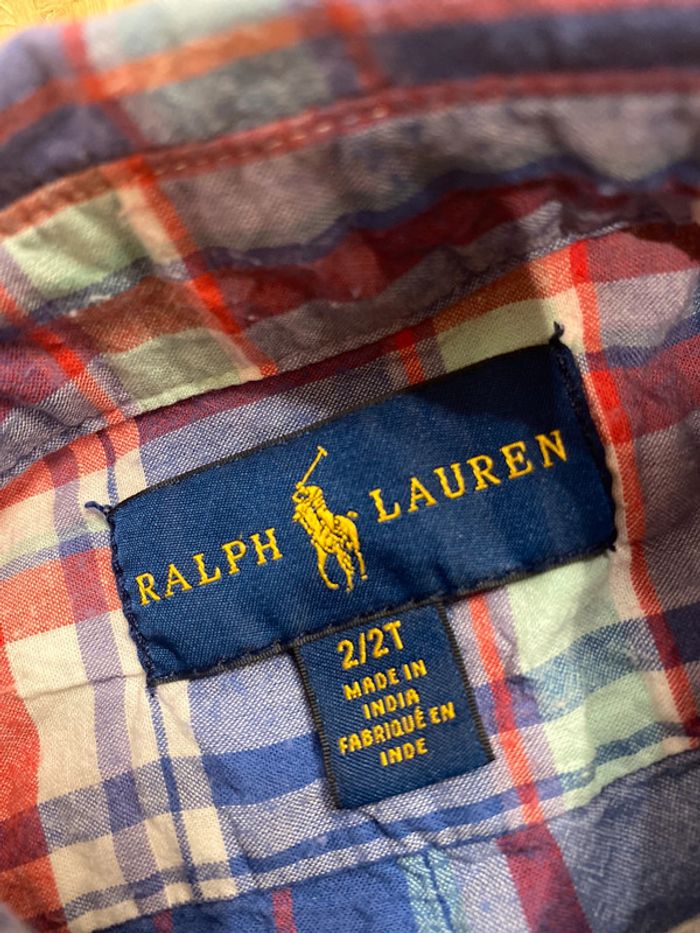 RALPH LAUREN
2/2T
MADE IN
INDIA
FABRIQUÉ EN
INDE